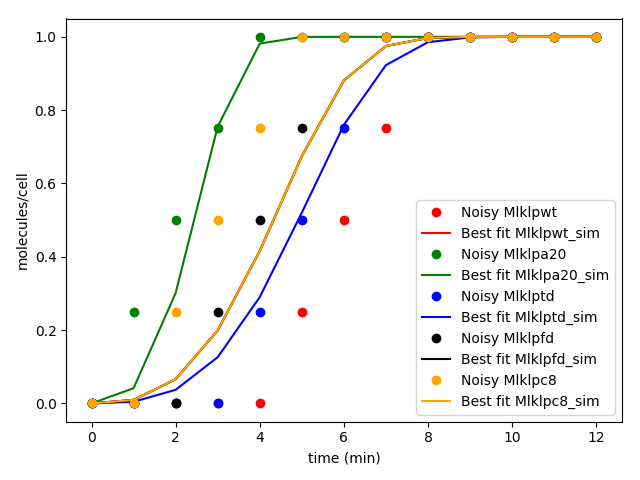 1.0
0.8
0.6
0.4
0.2
0.0
molecules/cell
0 2 4 6 8 10 12
time (min)
Noisy Mlklpwt
Best fit Mlklpwt_sim
Noisy Mlklpa20
Best fit Mlklpa20_sim
Noisy Mlklptd
Best fit Mlklptd_sim
Noisy Mlklpfd
Best fit Mlklpfd_sim
Noisy Mlklpc8
Best fit Mlklpc8_sim